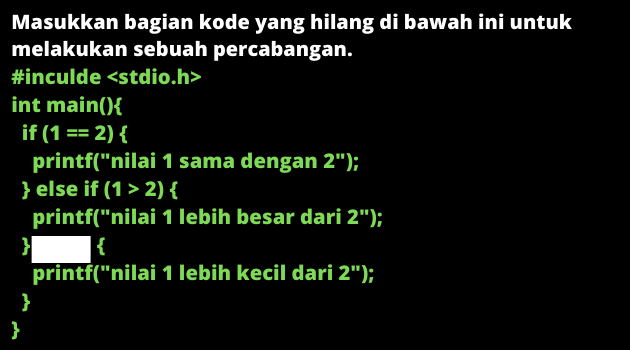 Masukkan bagian kode yang hilang di bawah ini untuk
melakukan sebuah percabangan.
#inculde <stdio.h>
int main(){
if (1 == 2) {
printf("nilai 1 sama dengan 2");
} else if (1 > 2) {
printf("nilai 1 lebih besar dari 2");
} {
printf("nilai 1 lebih kecil dari 2");
}
}